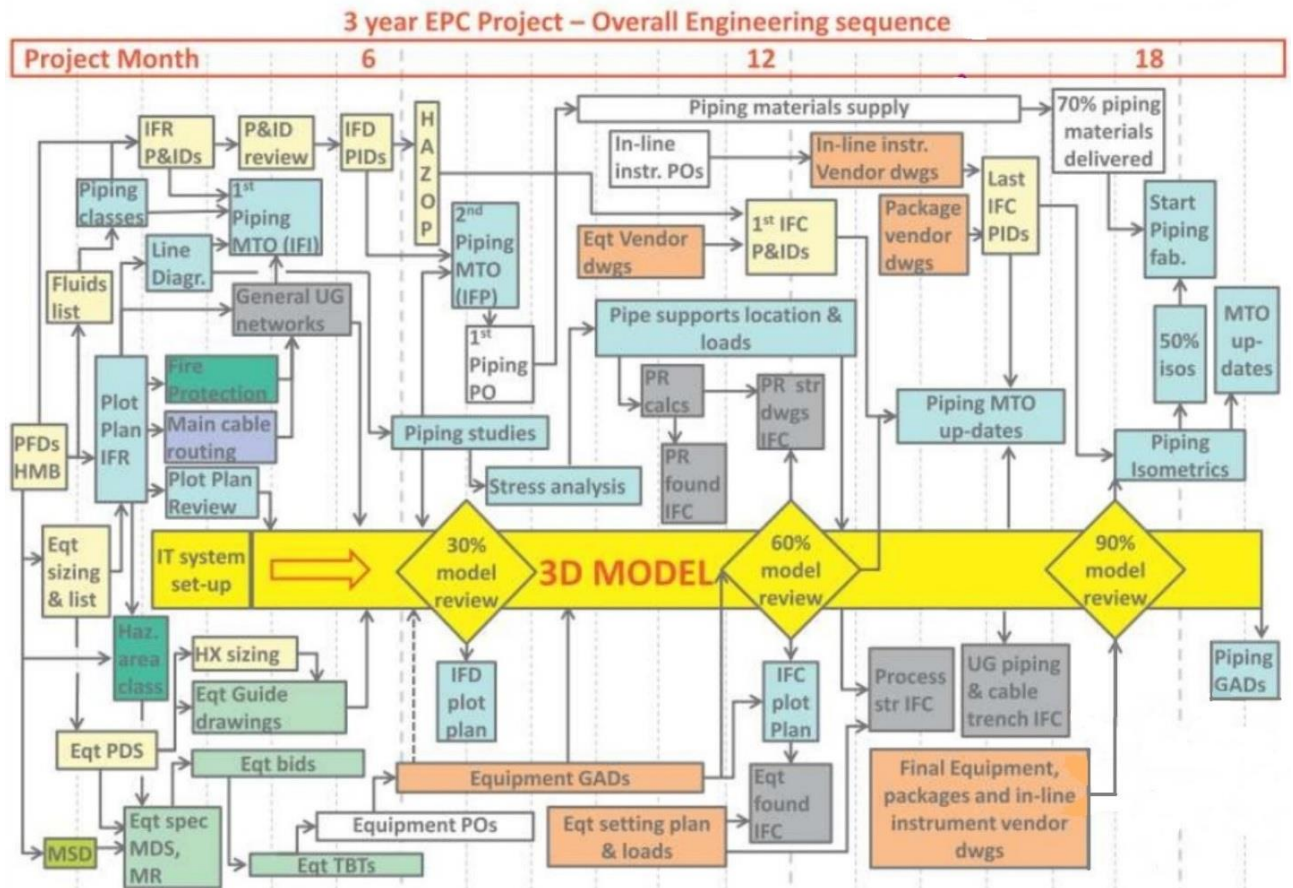 3 year EPC Project – Overall Engineering sequence
Project Month
6
12
18
IFR
P&IDs
P&ID
review
IFD
PIDs
H
A
Z
O
P
Piping materials supply
70% piping
materials
delivered
In-line
instr. POs
In-line instr.
Vendor dwgs
Last
IFC
PIDs
Piping
classes
1st
Piping
MTO (IFI)
2nd
Piping
MTO
(IFP)
Eqt Vendor
dwgs
1st IFC
P&IDs
Package
vendor
dwgs
Start
Piping
fab.
Line
Diagr.
Fluids
list
General UG
networks
1st
Piping
PO
Pipe supports location &
loads
50%
isos
MTO
up-
dates
Plot
Plan
IFR
Fire
Protection
Main cable
routing
Plot Plan
Review
PR
calcs
PR str
dwgs
IFC
PR
found
IFC
Piping MTO
up-dates
Piping
Isometrics
PFDs
HMB
Piping studies
Stress analysis
Eqt
sizing
& list
IT system
set-up
30%
model
review
3D MODEL
60%
model
review
90%
model
review
Haz.
area
class
HX sizing
Eqt Guide
drawings
IFD
plot
plan
IFC
plot
Plan
Process
str IFC
UG piping
& cable
trench IFC
Piping
GADs
Eqt PDS
Eqt bids
Equipment GADs
Eqt
found
IFC
Final Equipment,
packages and in-line
instrument vendor
dwgs
MSD
Eqt spec
MDS,
MR
Equipment POs
Eqt TBTs
Eqt setting plan
& loads